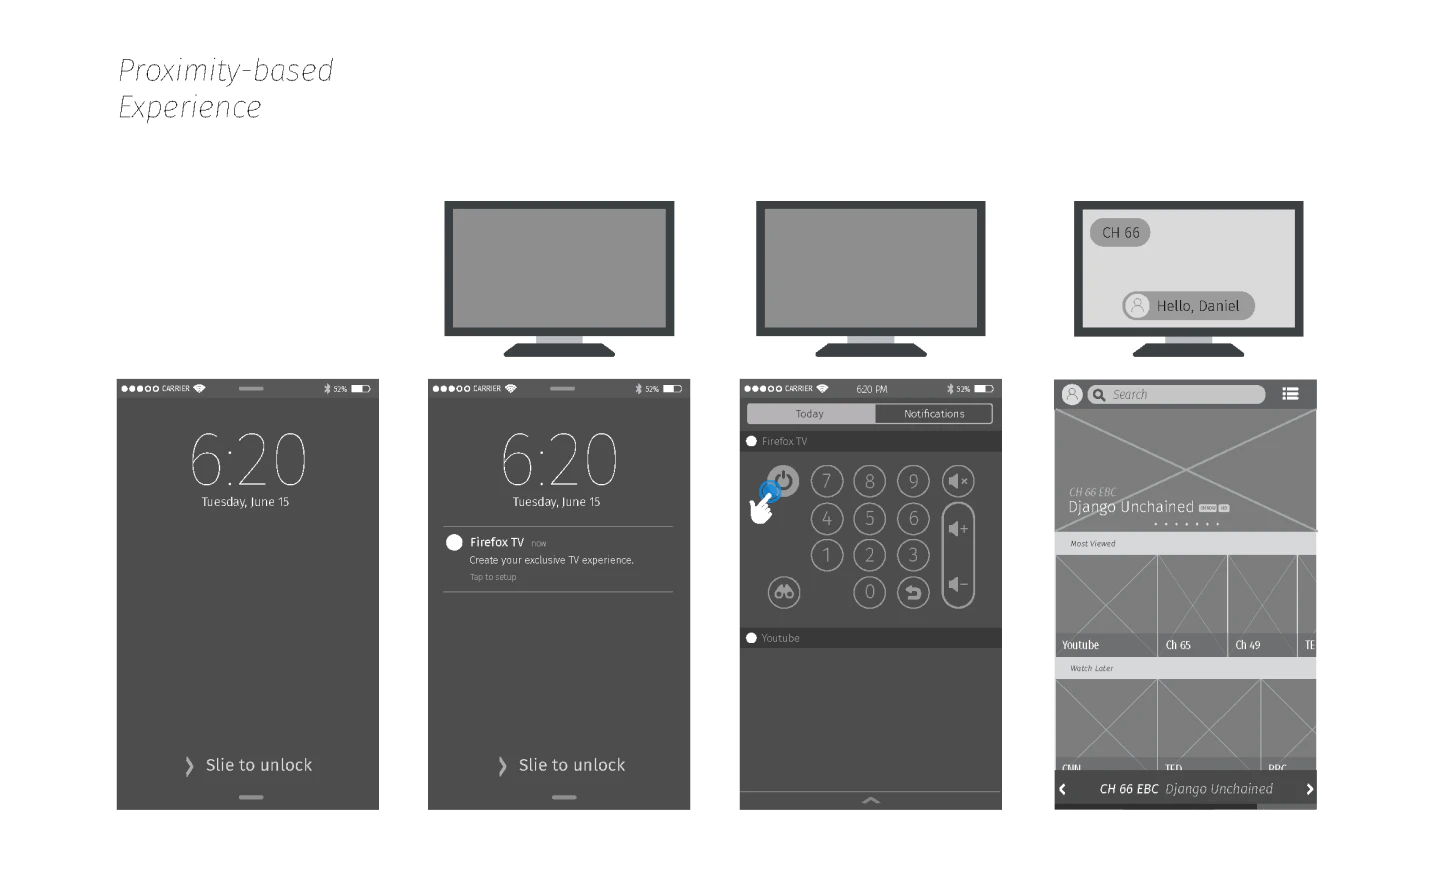 Proximity-based
Experience
CH 66
Hello, Daniel
CARRIER 52%
6:20
Tuesday, June 15
Slie to unlock
CARRIER 52%
6:20
Tuesday, June 15
Firefox TV now
Create your exclusive TV experience.
Tap to setup
Slie to unlock
CARRIER 6:20 PM 52%
Today Notifications
Firefox TV
7 8 9
4 5 6
1 2 3
0
Youtube
Search
CH 66 EBC
Django Unchained
Most Viewed
Youtube Ch 65 Ch 49 TE
Watch Later
CNN TED BBC
CH 66 EBC Django Unchained